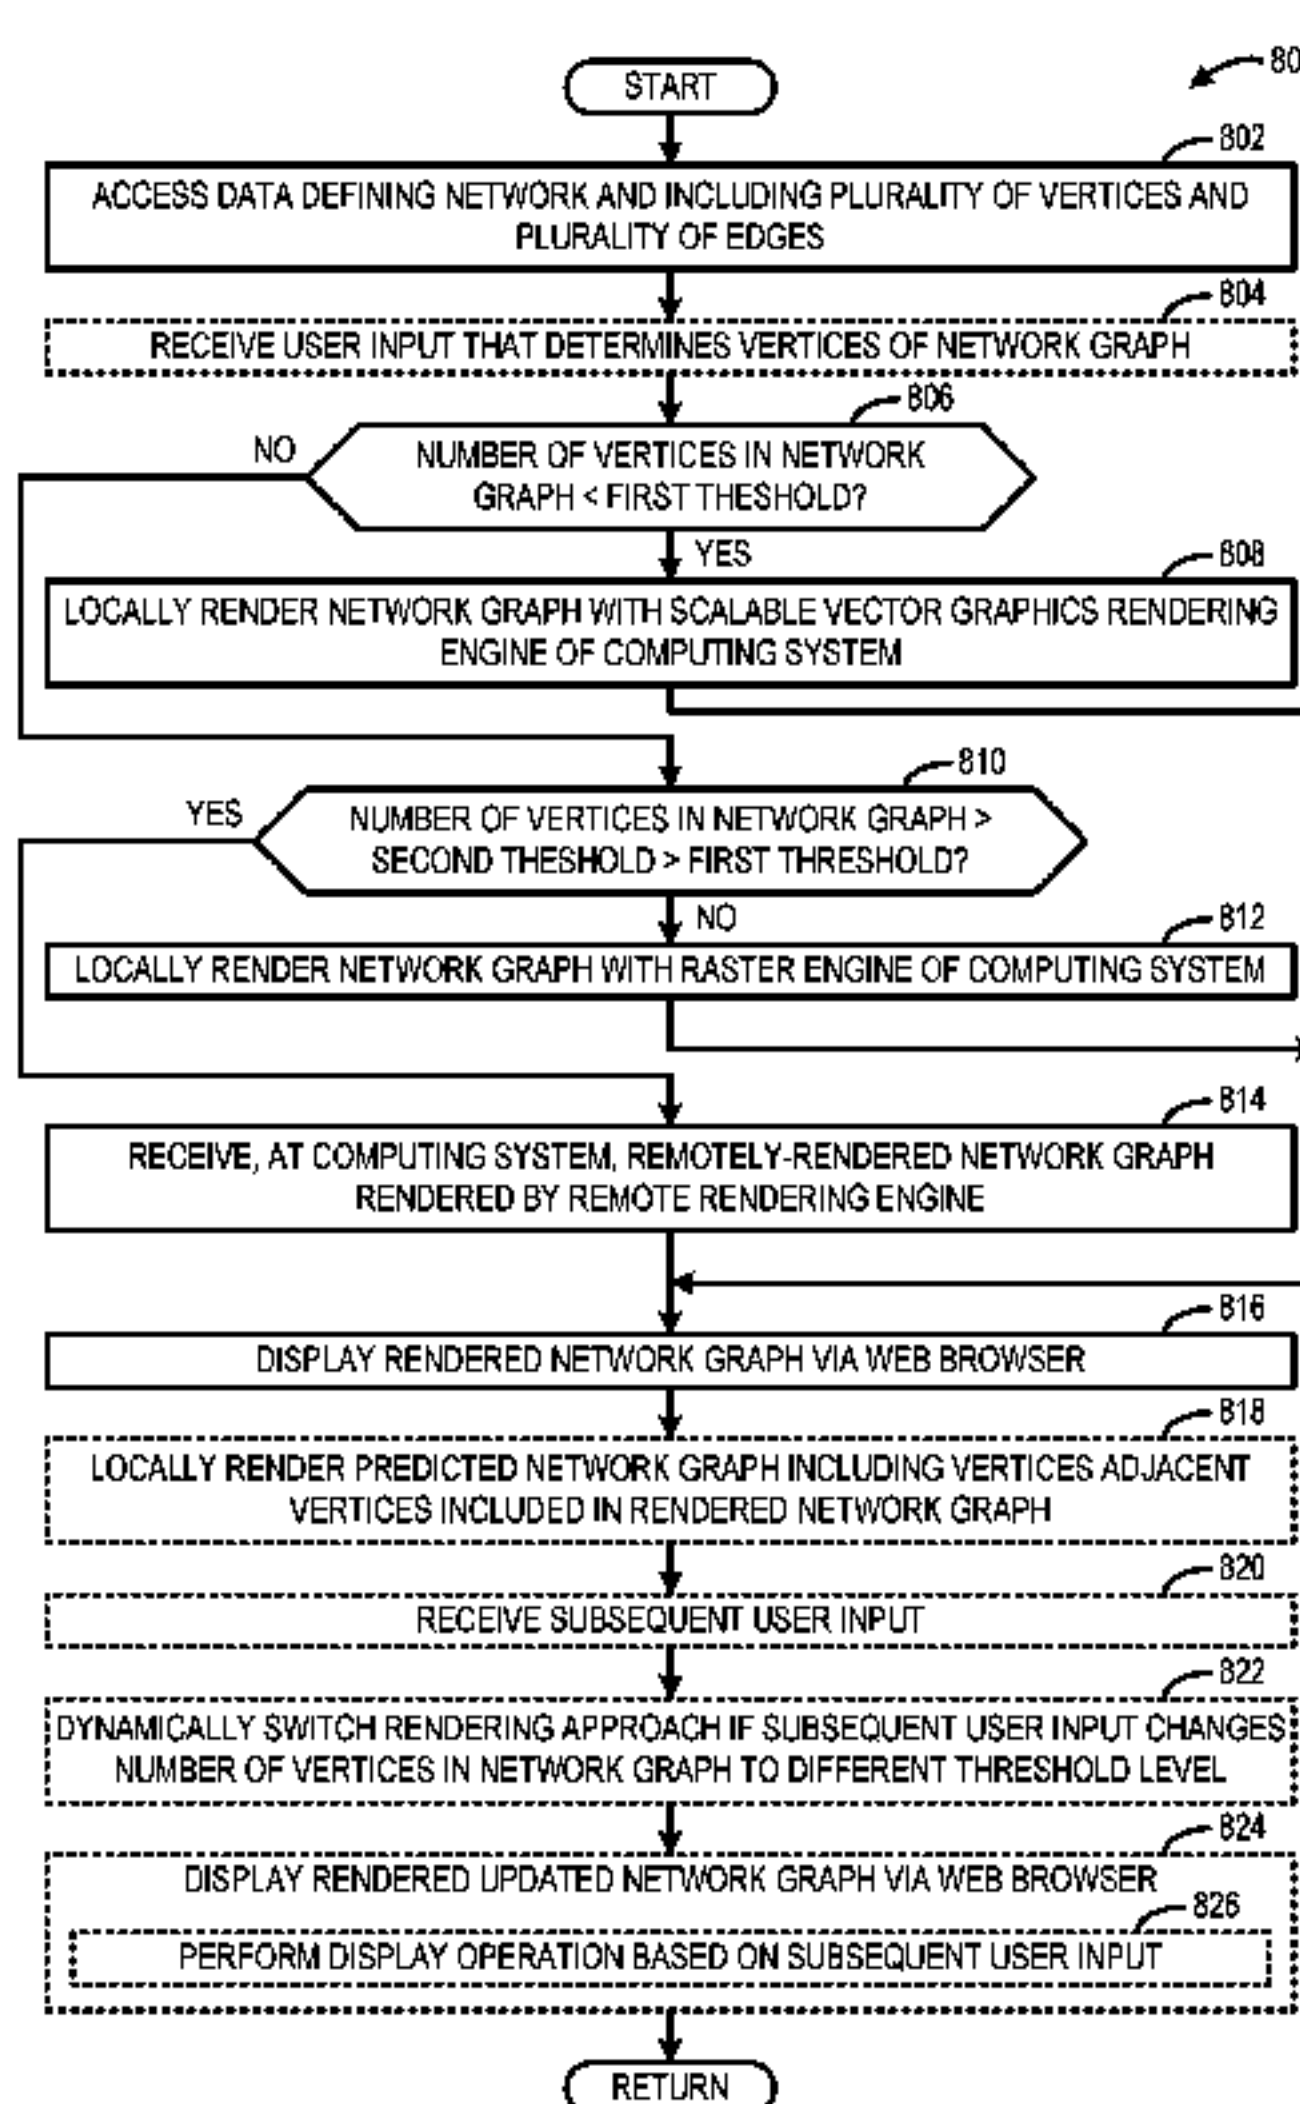 START
80
802
ACCESS DATA DEFINING NETWORK AND INCLUDING PLURALITY OF VERTICES AND
PLURALITY OF EDGES
804
RECEIVE USER INPUT THAT DETERMINES VERTICES OF NETWORK GRAPH
806
NO
NUMBER OF VERTICES IN NETWORK
GRAPH < FIRST THESHOLD?
YES
808
LOCALLY RENDER NETWORK GRAPH WITH SCALABLE VECTOR GRAPHICS RENDERING
ENGINE OF COMPUTING SYSTEM
810
YES
NUMBER OF VERTICES IN NETWORK GRAPH >
SECOND THESHOLD > FIRST THRESHOLD?
NO
812
LOCALLY RENDER NETWORK GRAPH WITH RASTER ENGINE OF COMPUTING SYSTEM
814
RECEIVE, AT COMPUTING SYSTEM, REMOTELY-RENDERED NETWORK GRAPH
RENDERED BY REMOTE RENDERING ENGINE
816
DISPLAY RENDERED NETWORK GRAPH VIA WEB BROWSER
818
LOCALLY RENDER PREDICTED NETWORK GRAPH INCLUDING VERTICES ADJACENT
VERTICES INCLUDED IN RENDERED NETWORK GRAPH
820
RECEIVE SUBSEQUENT USER INPUT
822
DYNAMICALLY SWITCH RENDERING APPROACH IF SUBSEQUENT USER INPUT CHANGES
NUMBER OF VERTICES IN NETWORK GRAPH TO DIFFERENT THRESHOLD LEVEL
824
DISPLAY RENDERED UPDATED NETWORK GRAPH VIA WEB BROWSER
826
PERFORM DISPLAY OPERATION BASED ON SUBSEQUENT USER INPUT
RETURN